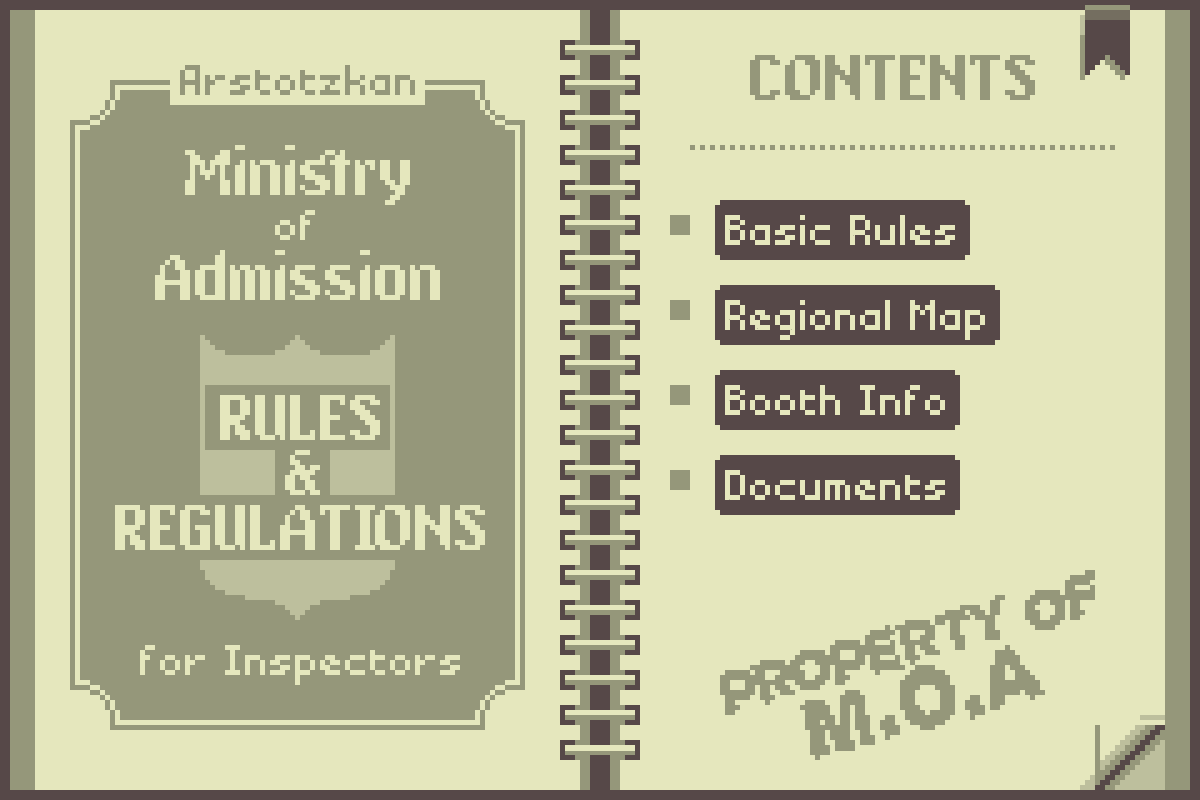 Arstotzkan
Ministry
of
Admission
RULES
&
REGULATIONS
for Inspectors
CONTENTS
Basic Rules
Regional Map
Booth Info
Documents
PROPERTY OF
M.O.A